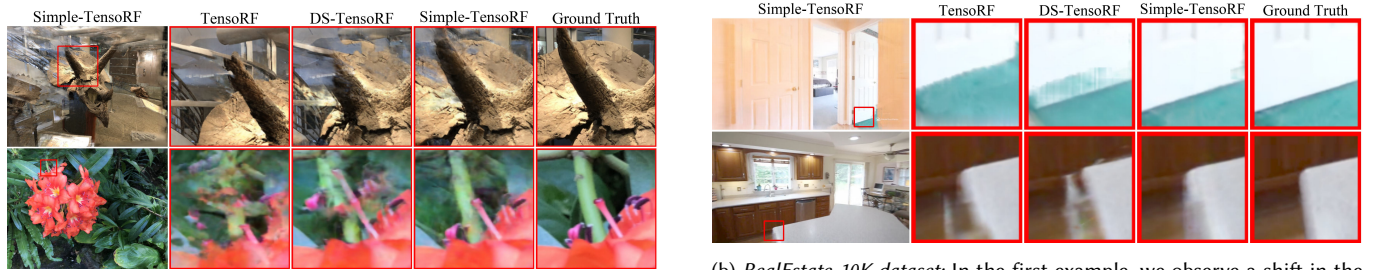 Simple-TensoRF TensoRF DS-TensoRF Simple-TensoRF Ground Truth
Simple-TensoRF TensoRF DS-TensoRF Simple-TensoRF Ground Truth
(b) RealEstate-10K dataset: In the first example, we observe a shift in the